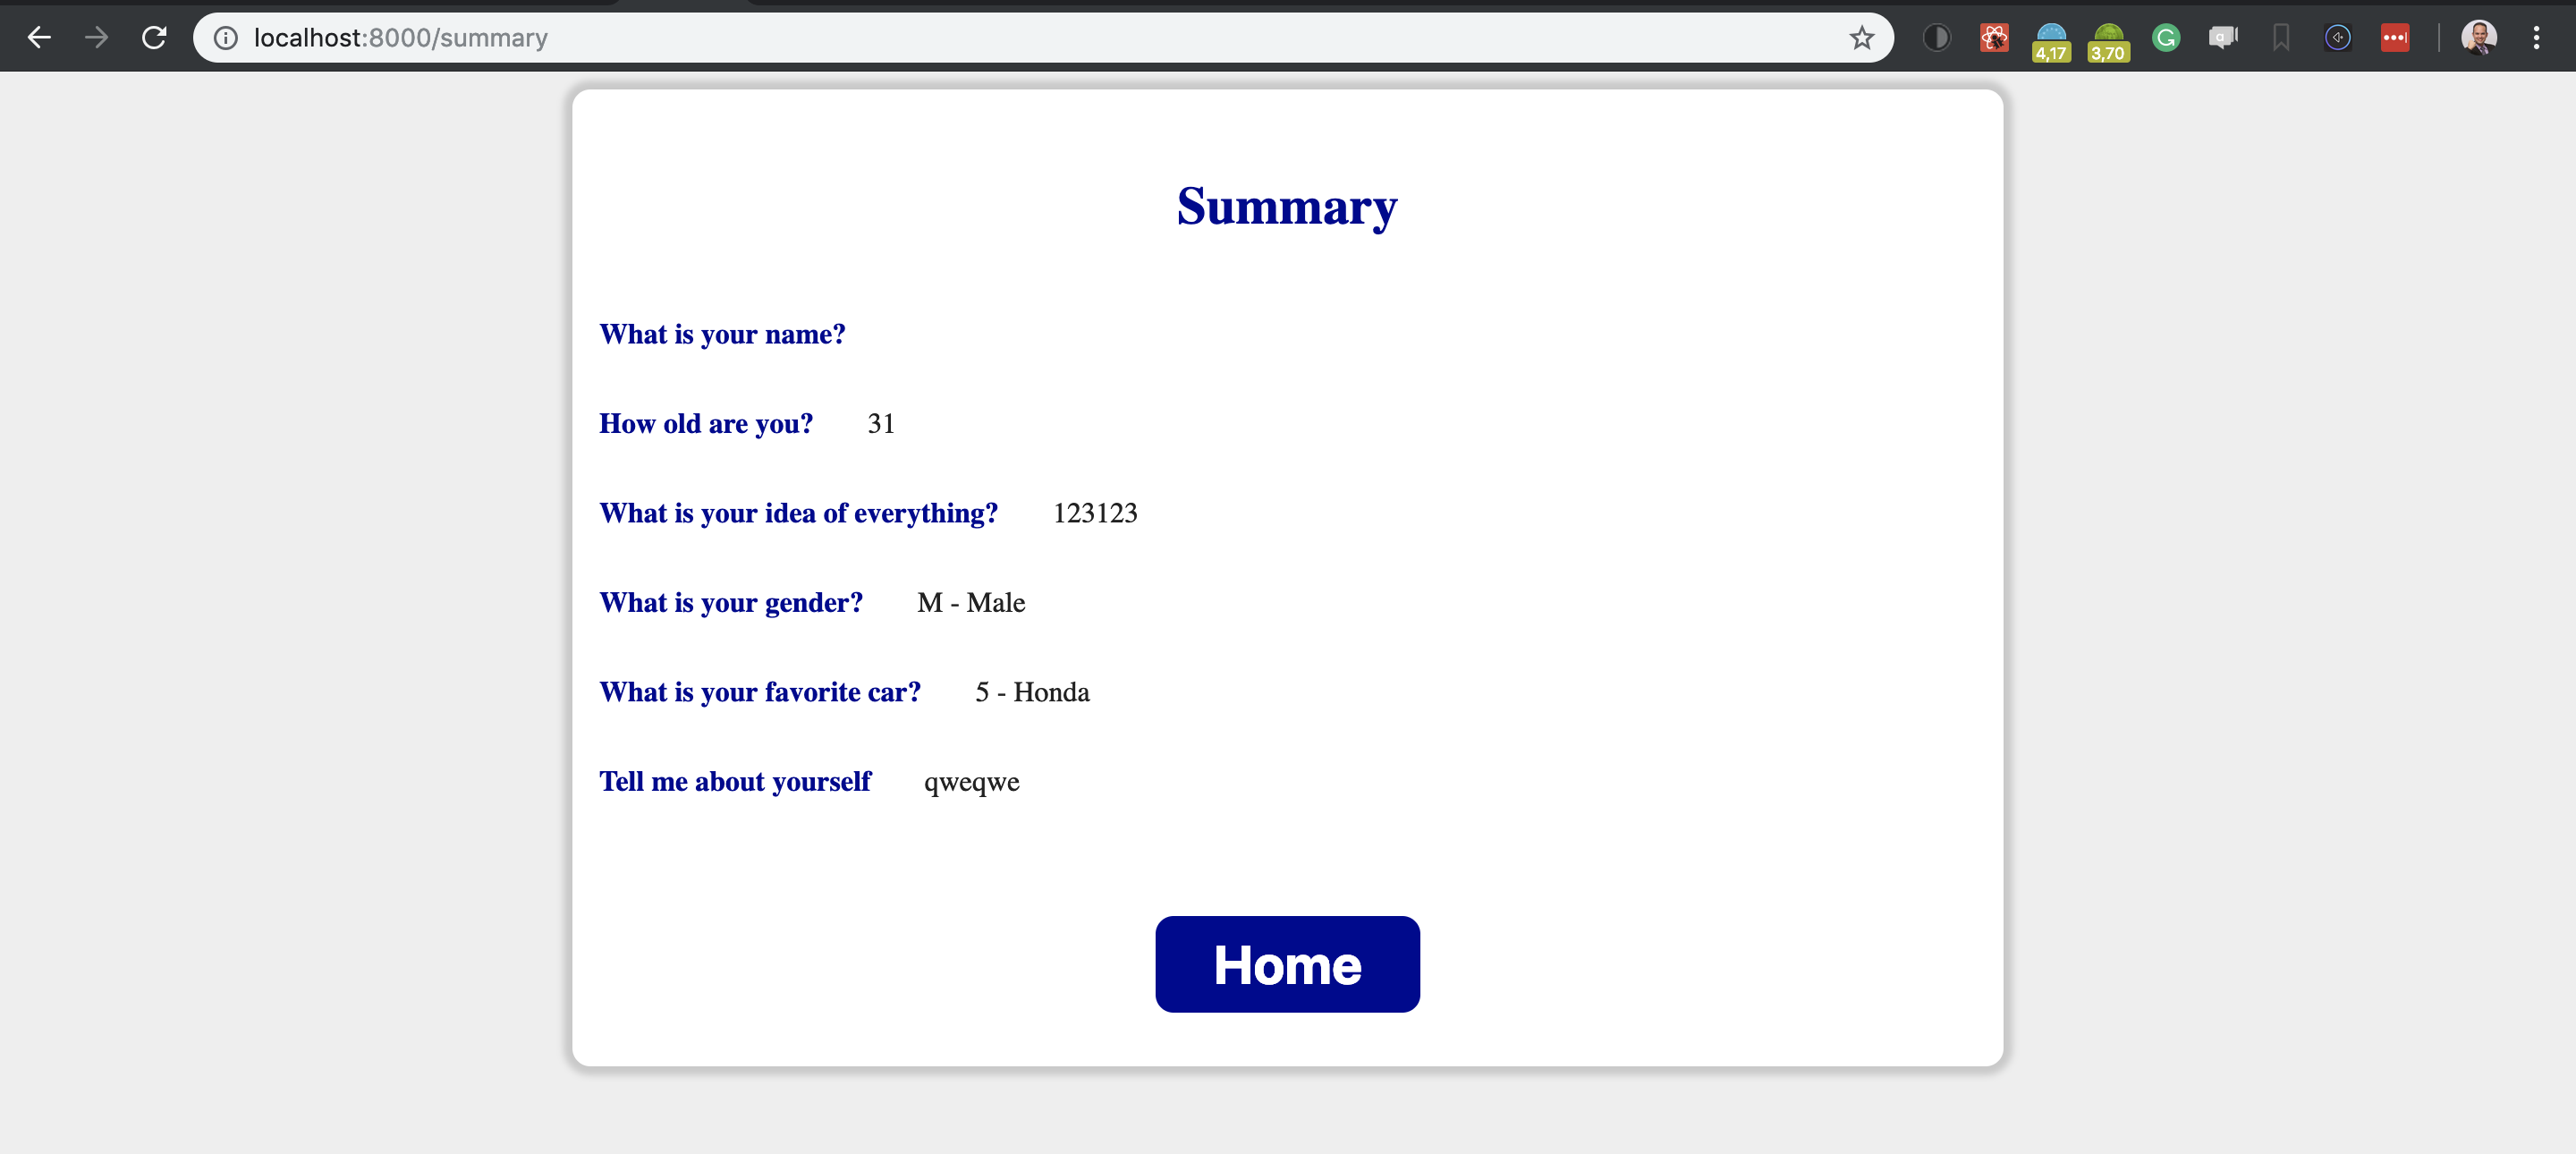 localhost:8000/summary
4,17
3,70
Summary
What is your name?
How old are you? 31
What is your idea of everything? 123123
What is your gender? M - Male
What is your favorite car? 5 - Honda
Tell me about yourself qweqwe
Home